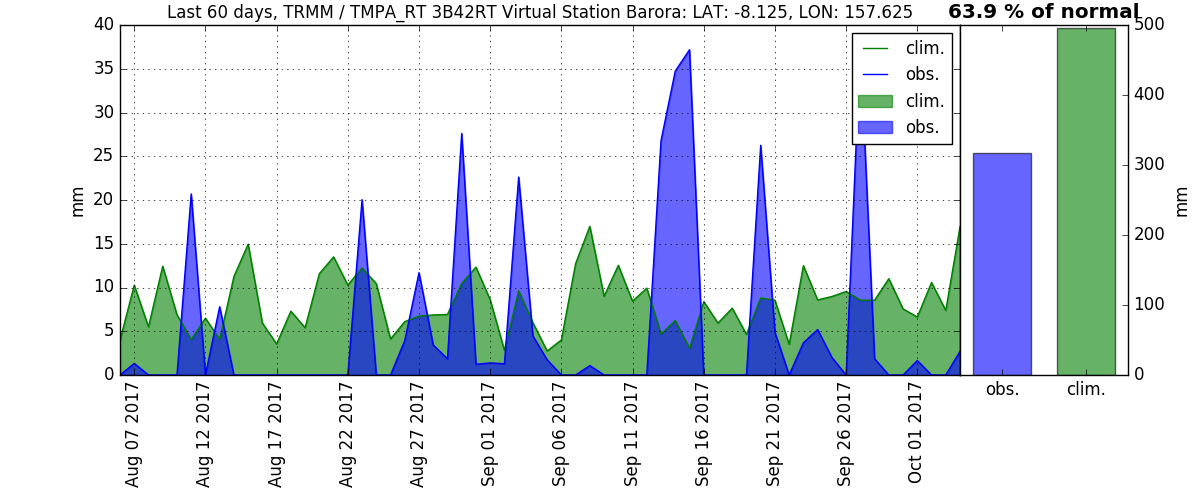 Last 60 days, TRMM / TMPA_RT 3B42RT Virtual Station Barora: LAT: -8.125, LON: 157.625
63.9 % of normal
mm
40
35
30
25
20
15
10
5
0
clim.
obs.
clim.
obs.
500
400
300
200
100
0
mm
Aug 07 2017
Aug 12 2017
Aug 17 2017
Aug 22 2017
Aug 27 2017
Sep 01 2017
Sep 06 2017
Sep 11 2017
Sep 16 2017
Sep 21 2017
Sep 26 2017
Oct 01 2017
obs.
clim.